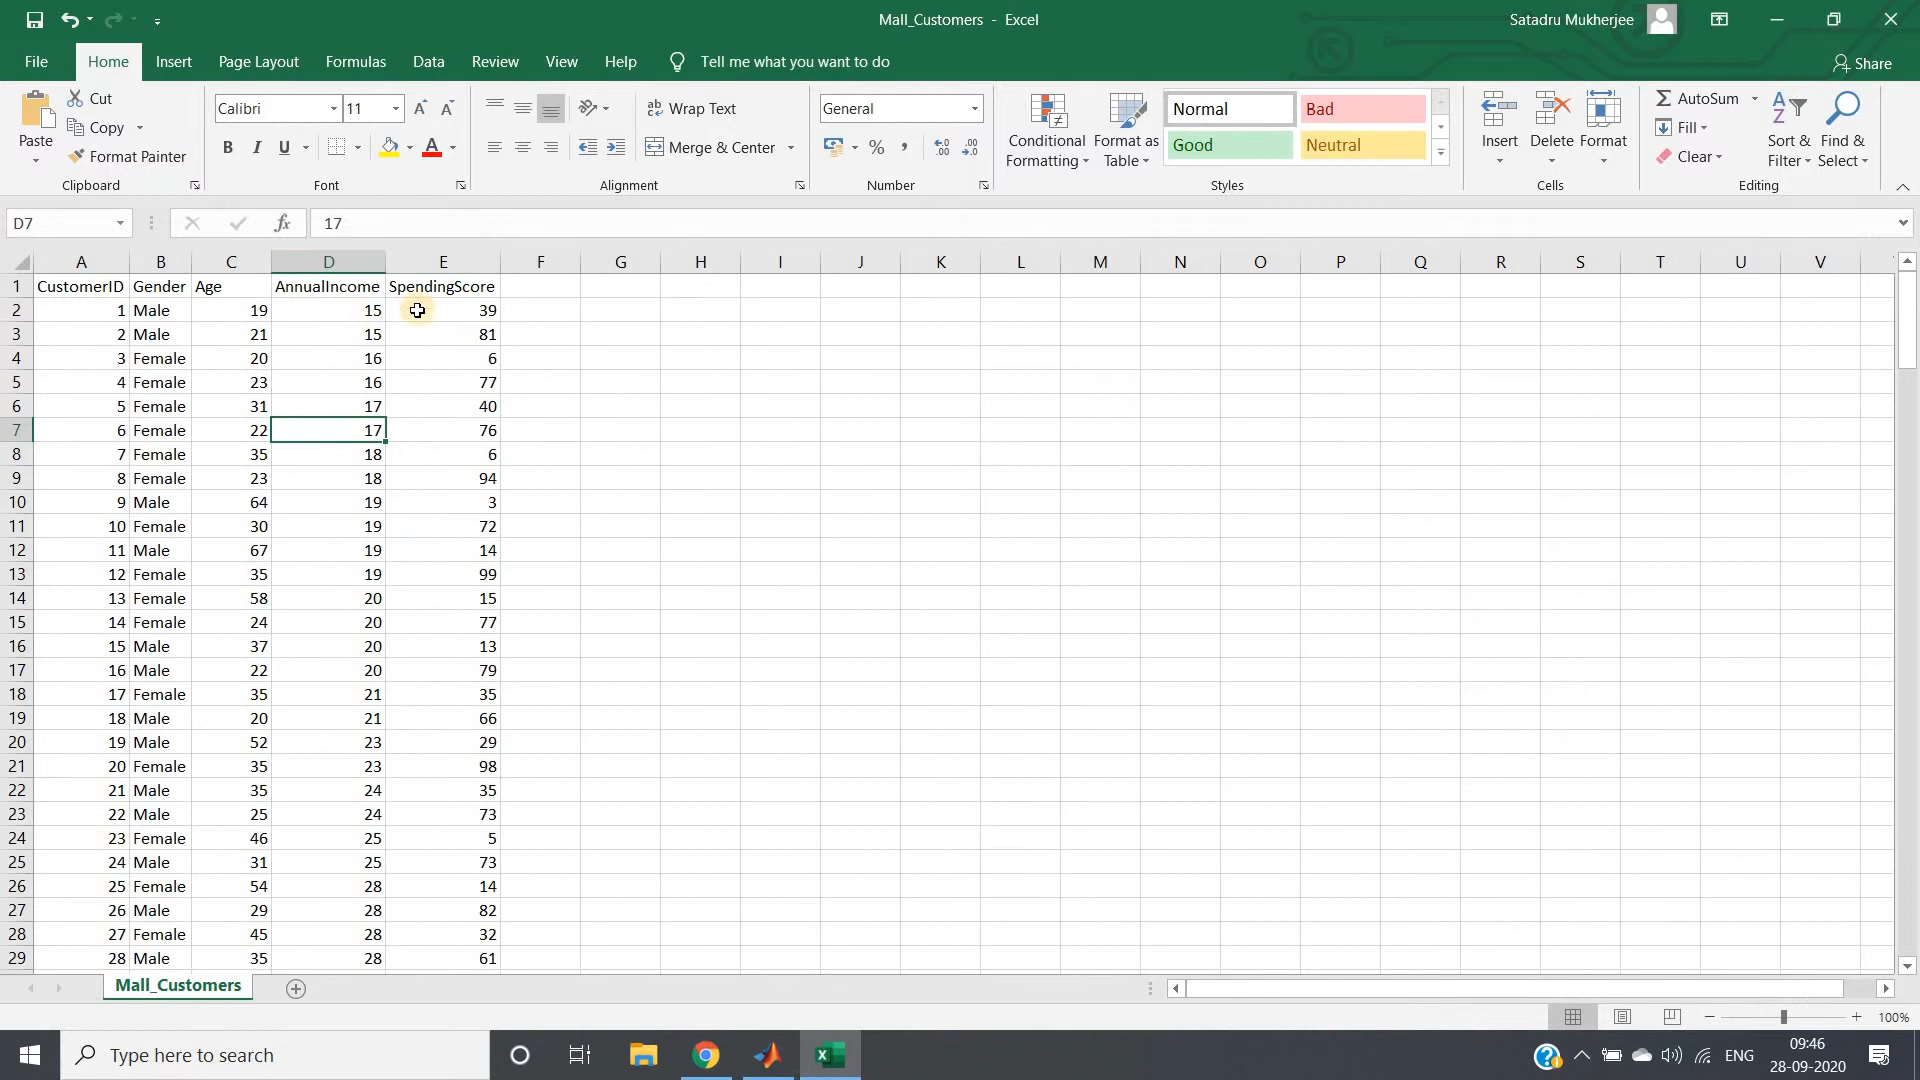 Mall_Customers - Excel
Satadru Mukherjee
File Home Insert Page Layout Formulas Data Review View Help Tell me what you want to do
Share
Paste
Cut
Copy
Format Painter
Clipboard
Calibri 11
B I U A
Font
Wrap Text
Merge & Center
Alignment
General
%
Number
Conditional Formatting
Format as Table
Normal Bad
Good Neutral
Styles
Insert Delete Format
Cells
AutoSum
Fill
Clear
Sort & Filter
Find & Select
Editing
D7 fx 17
A B C D E F G H I J K L M N O P Q R S T U V
1 CustomerID Gender Age AnnualIncome SpendingScore
2 1 Male 19 15 39
3 2 Male 21 15 81
4 3 Female 20 16 6
5 4 Female 23 16 77
6 5 Female 31 17 40
7 6 Female 22 17 76
8 7 Female 35 18 6
9 8 Female 23 18 94
10 9 Male 64 19 3
11 10 Female 30 19 72
12 11 Male 67 19 14
13 12 Female 35 19 99
14 13 Female 58 20 15
15 14 Female 24 20 77
16 15 Male 37 20 13
17 16 Male 22 20 79
18 17 Female 35 21 35
19 18 Male 20 21 66
20 19 Male 52 23 29
21 20 Female 35 23 98
22 21 Male 35 24 35
23 22 Male 25 24 73
24 23 Female 46 25 5
25 24 Male 31 25 73
26 25 Female 54 28 14
27 26 Male 29 28 82
28 27 Female 45 28 32
29 28 Male 35 28 61
Mall_Customers
100%
Type here to search
ENG
09:46
28-09-2020